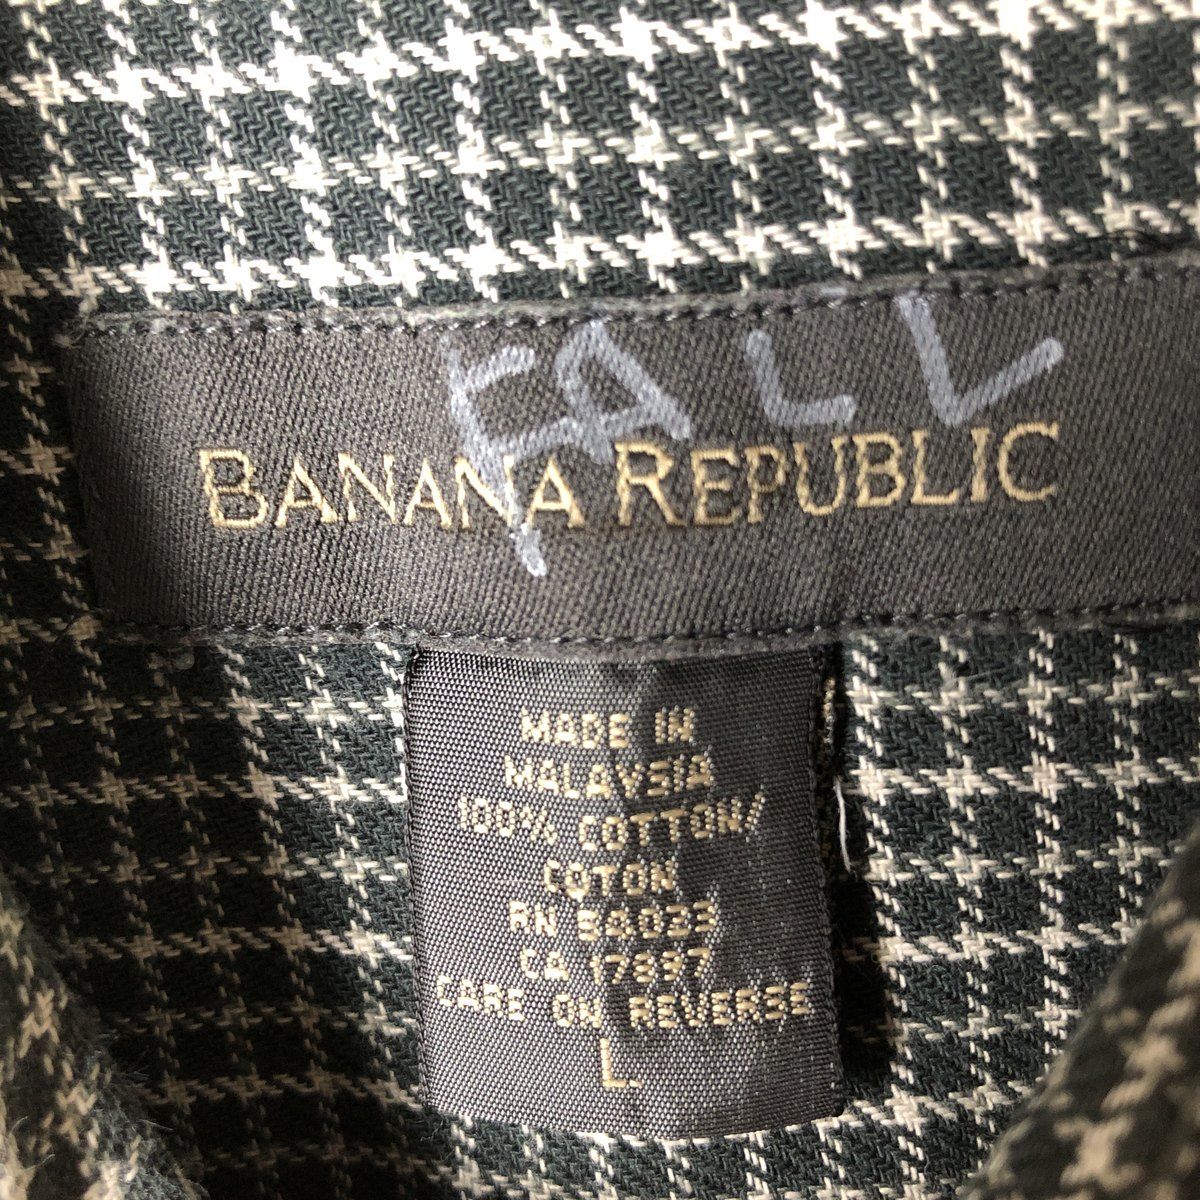 FALL
BANANA REPUBLIC
MADE IN
MALAYSIA
100% COTTON/
COTON
RN 54023
CA 17897
CARE ON REVERSE
L